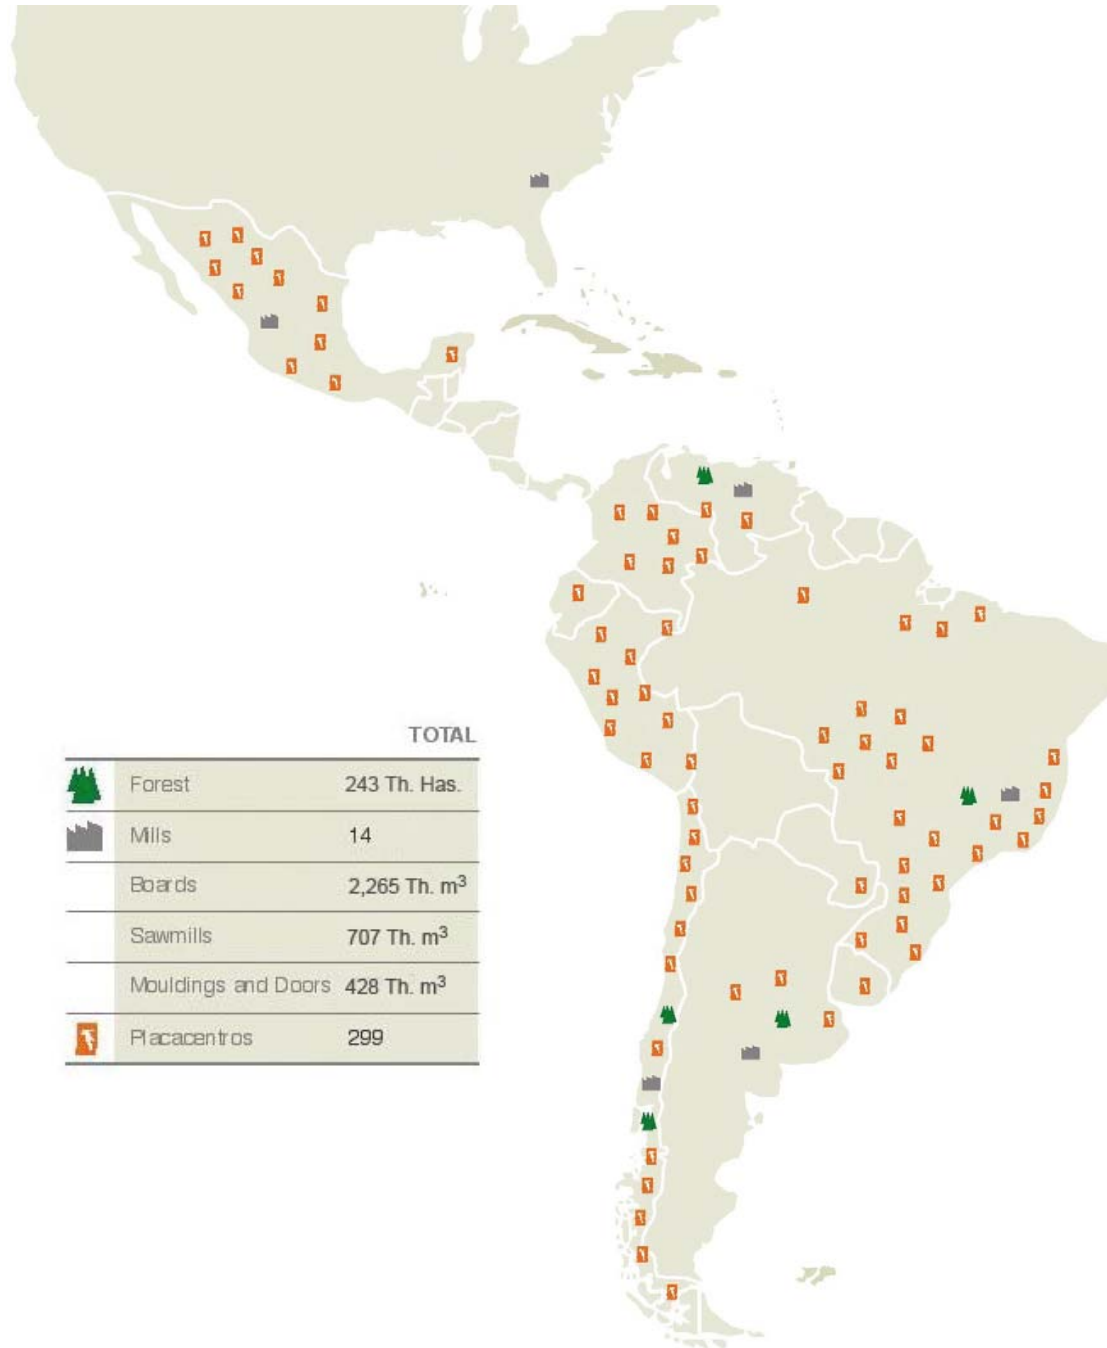 TOTAL
Forest 243 Th. Has.
Mills 14
Boards 2,265 Th. m³
Sawmills 707 Th. m³
Mouldings and Doors 428 Th. m³
Placacentros 299